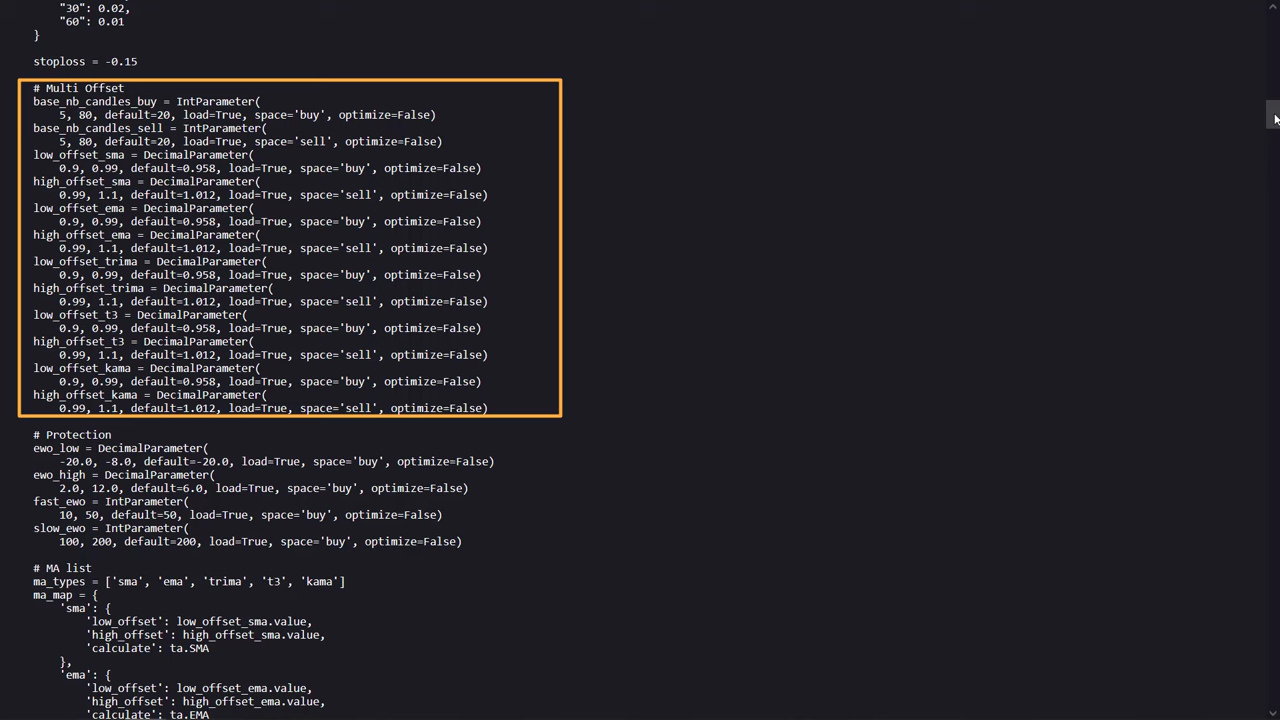 "30": 0.02,
"60": 0.01
}
stoploss = -0.15
# Multi Offset
base_nb_candles_buy = IntParameter(
5, 80, default=20, load=True, space='buy', optimize=False)
base_nb_candles_sell = IntParameter(
5, 80, default=20, load=True, space='sell', optimize=False)
low_offset_sma = DecimalParameter(
0.9, 0.99, default=0.958, load=True, space='buy', optimize=False)
high_offset_sma = DecimalParameter(
0.99, 1.1, default=1.012, load=True, space='sell', optimize=False)
low_offset_ema = DecimalParameter(
0.9, 0.99, default=0.958, load=True, space='buy', optimize=False)
high_offset_ema = DecimalParameter(
0.99, 1.1, default=1.012, load=True, space='sell', optimize=False)
low_offset_trima = DecimalParameter(
0.9, 0.99, default=0.958, load=True, space='buy', optimize=False)
high_offset_trima = DecimalParameter(
0.99, 1.1, default=1.012, load=True, space='sell', optimize=False)
low_offset_t3 = DecimalParameter(
0.9, 0.99, default=0.958, load=True, space='buy', optimize=False)
high_offset_t3 = DecimalParameter(
0.99, 1.1, default=1.012, load=True, space='sell', optimize=False)
low_offset_kama = DecimalParameter(
0.9, 0.99, default=0.958, load=True, space='buy', optimize=False)
high_offset_kama = DecimalParameter(
0.99, 1.1, default=1.012, load=True, space='sell', optimize=False)
# Protection
ewo_low = DecimalParameter(
-20.0, -8.0, default=-20.0, load=True, space='buy', optimize=False)
ewo_high = DecimalParameter(
2.0, 12.0, default=6.0, load=True, space='buy', optimize=False)
fast_ewo = IntParameter(
10, 50, default=50, load=True, space='buy', optimize=False)
slow_ewo = IntParameter(
100, 200, default=200, load=True, space='buy', optimize=False)
# MA list
ma_types = ['sma', 'ema', 'trima', 't3', 'kama']
ma_map = {
'sma': {
'low_offset': low_offset_sma.value,
'high_offset': high_offset_sma.value,
'calculate': ta.SMA
},
'ema': {
'low_offset': low_offset_ema.value,
'high_offset': high_offset_ema.value,
'calculate': ta.EMA